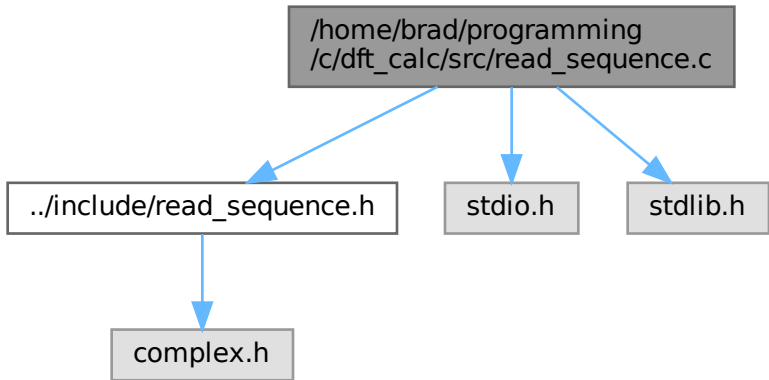 /home/brad/programming
/c/dft_calc/src/read_sequence.c
../include/read_sequence.h
stdio.h
stdlib.h
complex.h